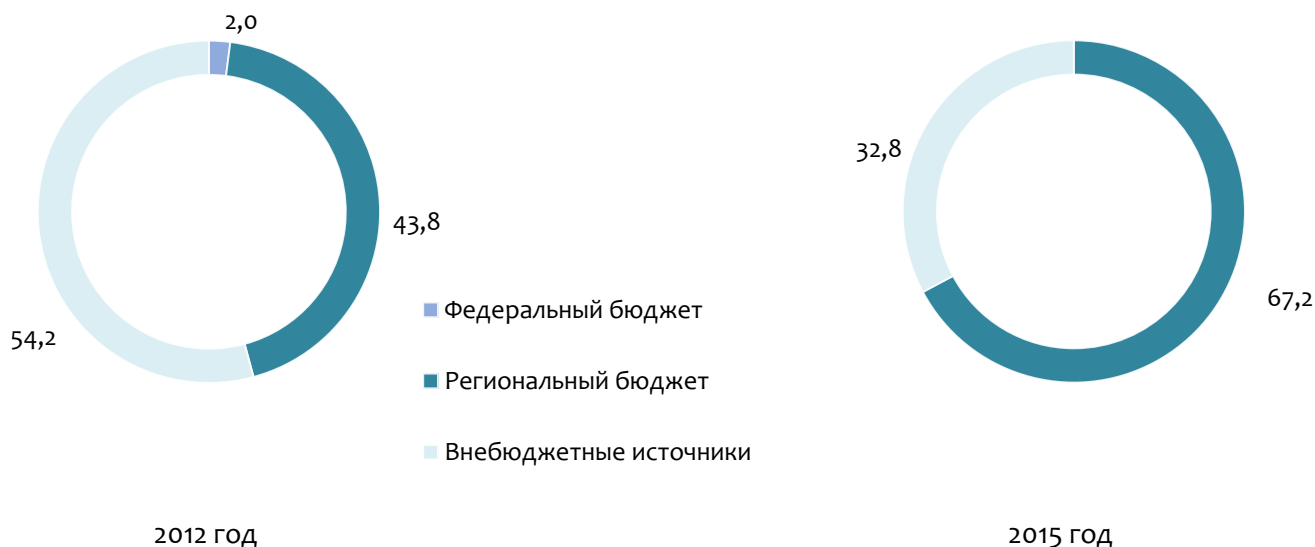 2,0
43,8
54,2
32,8
67,2
Федеральный бюджет
Региональный бюджет
Внебюджетные источники
2012 год
2015 год